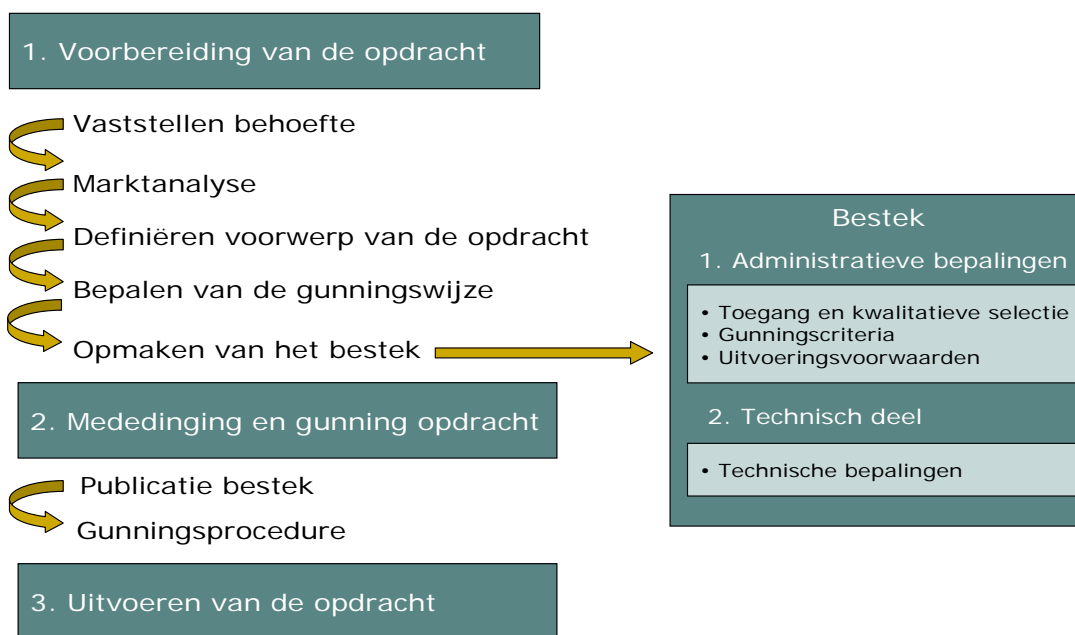 1. Voorbereiding van de opdracht
Vaststellen behoefte
Marktanalyse
Definiëren voorwerp van de opdracht
Bepalen van de gunningswijze
Opmaken van het bestek
2. Mededinging en gunning opdracht
Publicatie bestek
Gunningsprocedure
3. Uitvoeren van de opdracht
Bestek
1. Administratieve bepalingen
• Toegang en kwalitatieve selectie
• Gunningscriteria
• Uitvoeringsvoorwaarden
2. Technisch deel
• Technische bepalingen